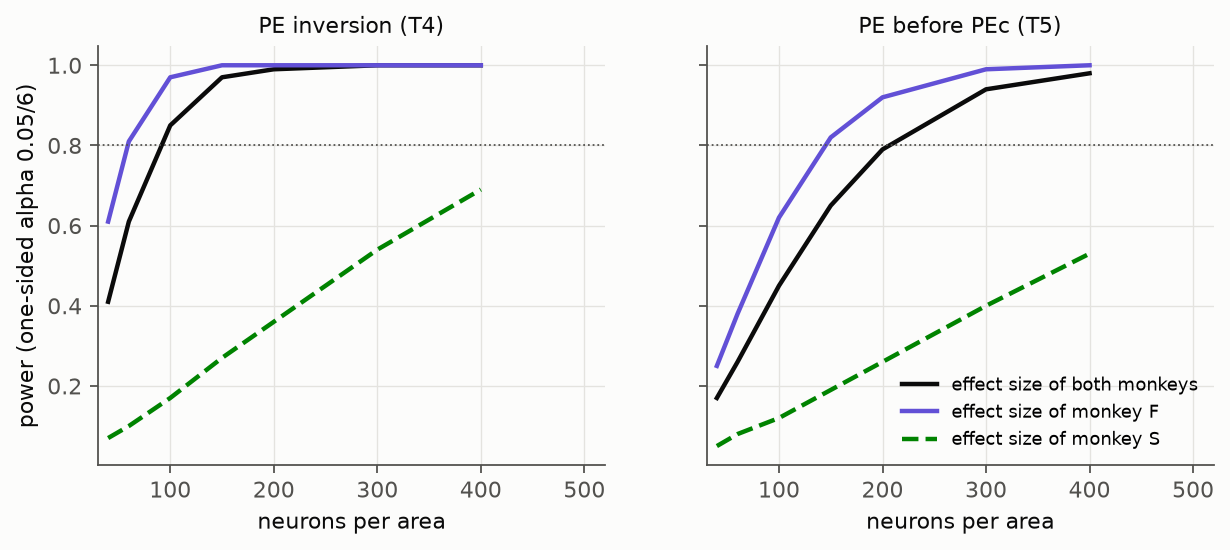 PE inversion (T4)
PE before PEc (T5)
power (one-sided alpha 0.05/6)
1.0
0.8
0.6
0.4
0.2
100 200 300 400 500
neurons per area
100 200 300 400 500
neurons per area
effect size of both monkeys
effect size of monkey F
effect size of monkey S